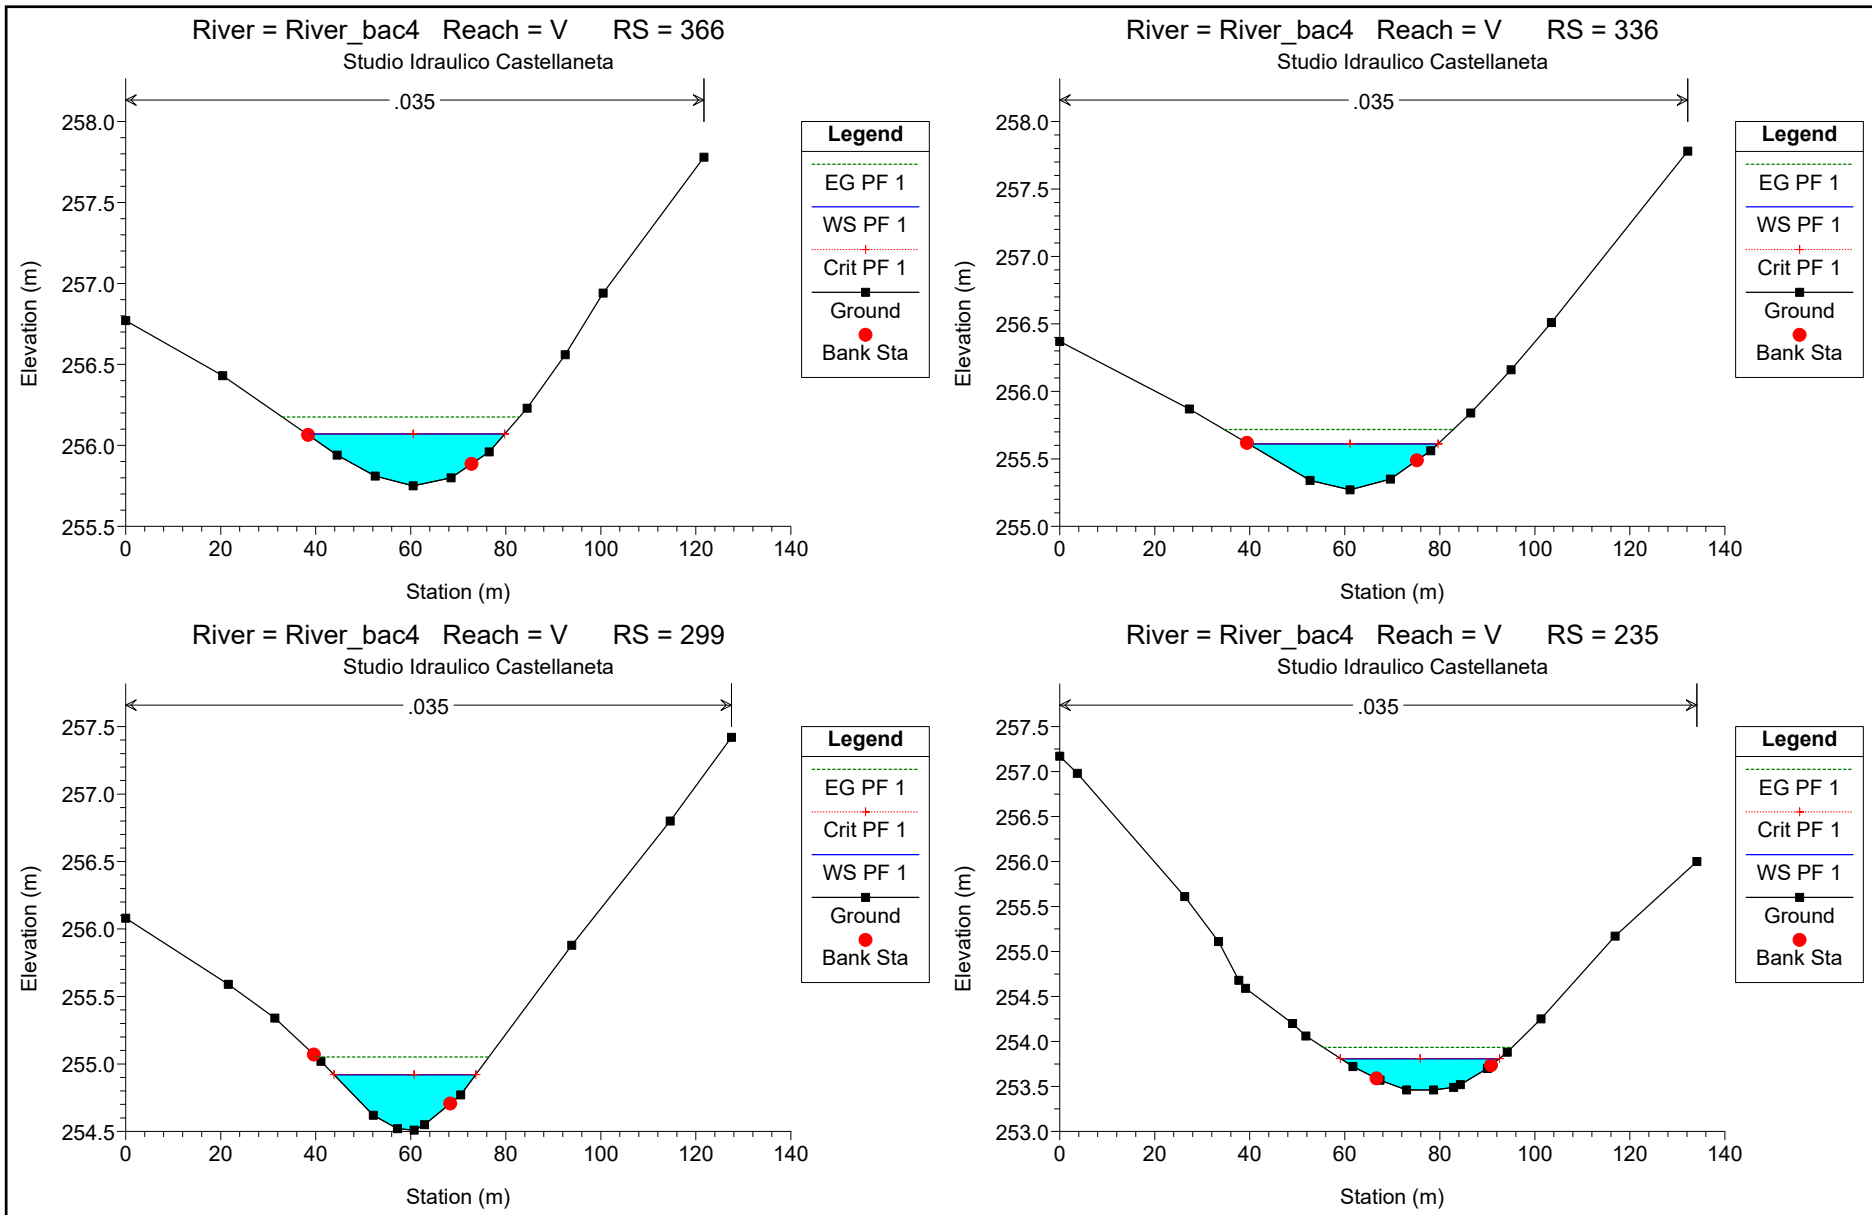 River = River_bac4 Reach = V RS = 366
Studio Idraulico Castellaneta
.035
258.0
257.5
257.0
256.5
256.0
255.5
0 20 40 60 80 100 120 140
Elevation (m)
Station (m)
Legend
EG PF 1
WS PF 1
Crit PF 1
Ground
Bank Sta
River = River_bac4 Reach = V RS = 336
Studio Idraulico Castellaneta
.035
258.0
257.5
257.0
256.5
256.0
255.5
255.0
0 20 40 60 80 100 120 140
Elevation (m)
Station (m)
Legend
EG PF 1
WS PF 1
Crit PF 1
Ground
Bank Sta
River = River_bac4 Reach = V RS = 299
Studio Idraulico Castellaneta
.035
257.5
257.0
256.5
256.0
255.5
255.0
254.5
0 20 40 60 80 100 120 140
Elevation (m)
Station (m)
Legend
EG PF 1
Crit PF 1
WS PF 1
Ground
Bank Sta
River = River_bac4 Reach = V RS = 235
Studio Idraulico Castellaneta
.035
257.5
257.0
256.5
256.0
255.5
255.0
254.5
254.0
253.5
253.0
0 20 40 60 80 100 120 140
Elevation (m)
Station (m)
Legend
EG PF 1
Crit PF 1
WS PF 1
Ground
Bank Sta